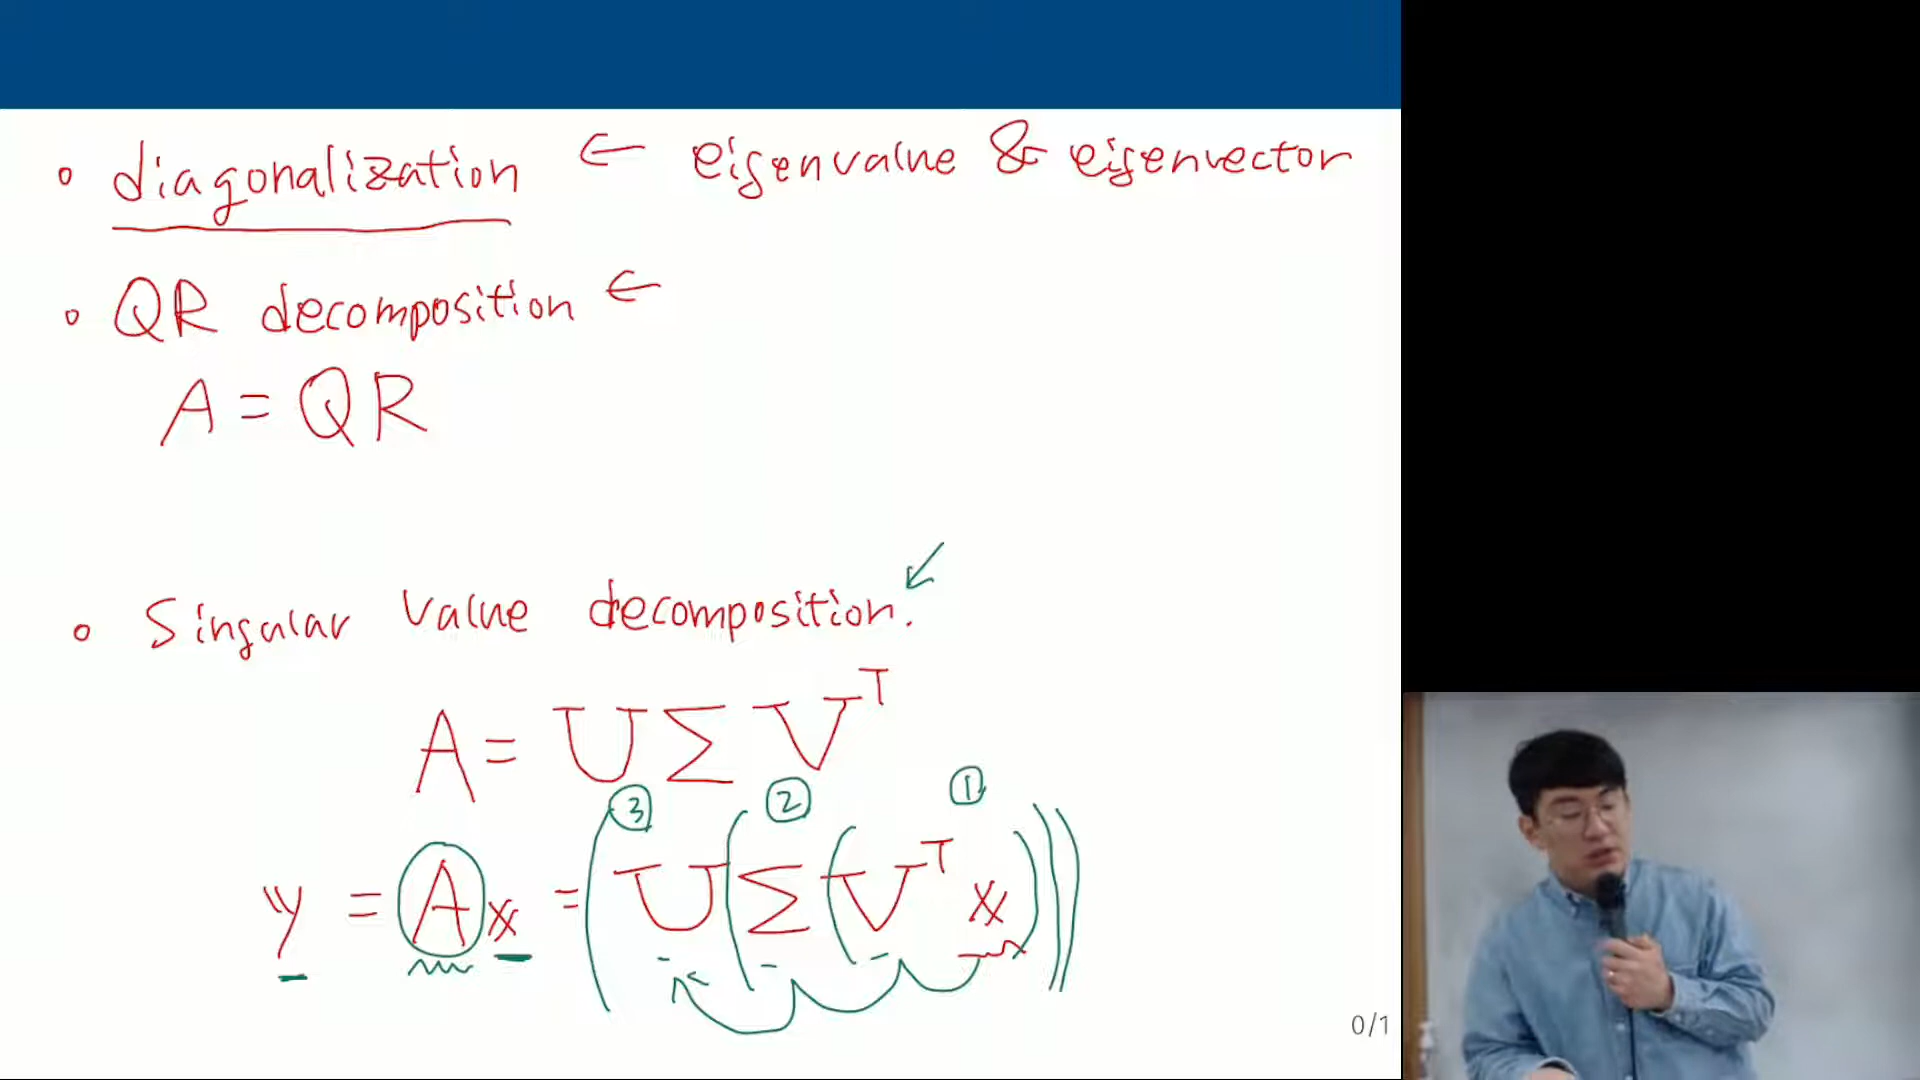 ◦ diagonalization ← eigenvalue & eigenvector
◦ QR decomposition ←
A = QR
◦ Singular value decomposition.
A = UΣV^T
③ ② ①
y = Ax = (U(Σ(V^T x)))
0/1